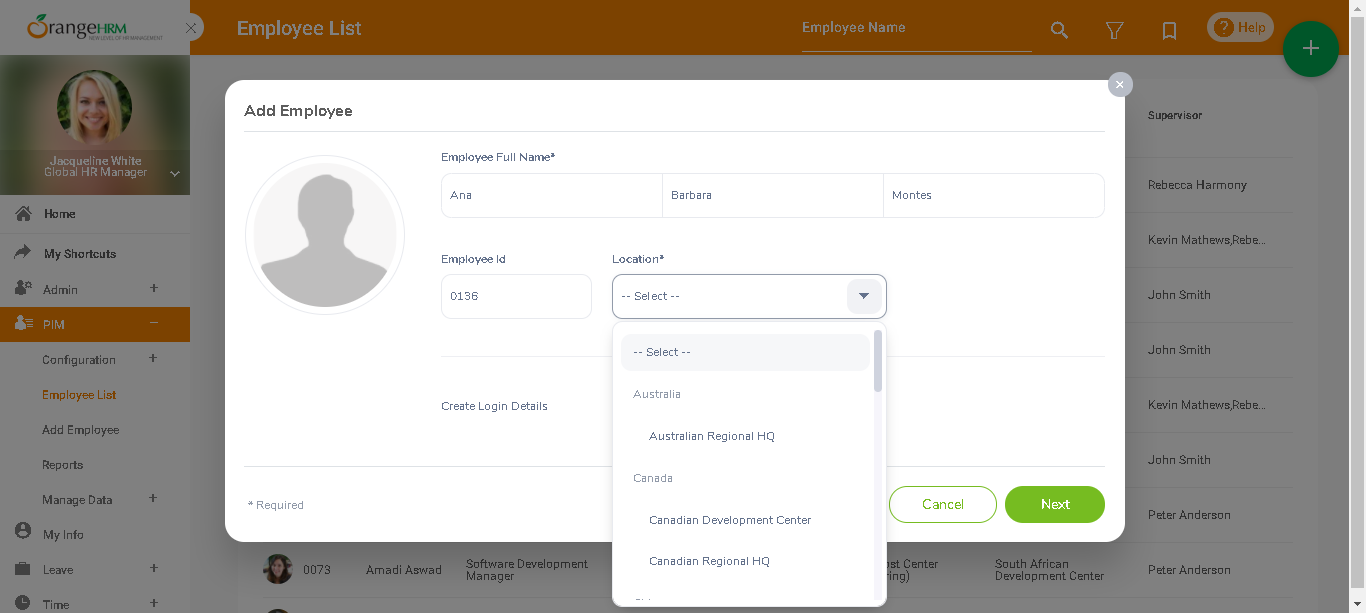 OrangeHRM
NEW LEVEL OF HR MANAGEMENT
Employee List
Employee Name
Help
Jacqueline White
Global HR Manager
Home
My Shortcuts
Admin
PIM
Configuration
Employee List
Add Employee
Reports
Manage Data
My Info
Leave
Time
Add Employee
Employee Full Name*
Ana
Barbara
Montes
Employee Id
Location*
0136
-- Select --
-- Select --
Australia
Australian Regional HQ
Canada
Canadian Development Center
Canadian Regional HQ
Create Login Details
* Required
Cancel
Next
Supervisor
Rebecca Harmony
Kevin Mathews,Rebe...
John Smith
John Smith
Kevin Mathews,Rebe...
John Smith
Peter Anderson
0073
Amadi Aswad
Software Development
Manager
Center
South African
Development Center
Peter Anderson